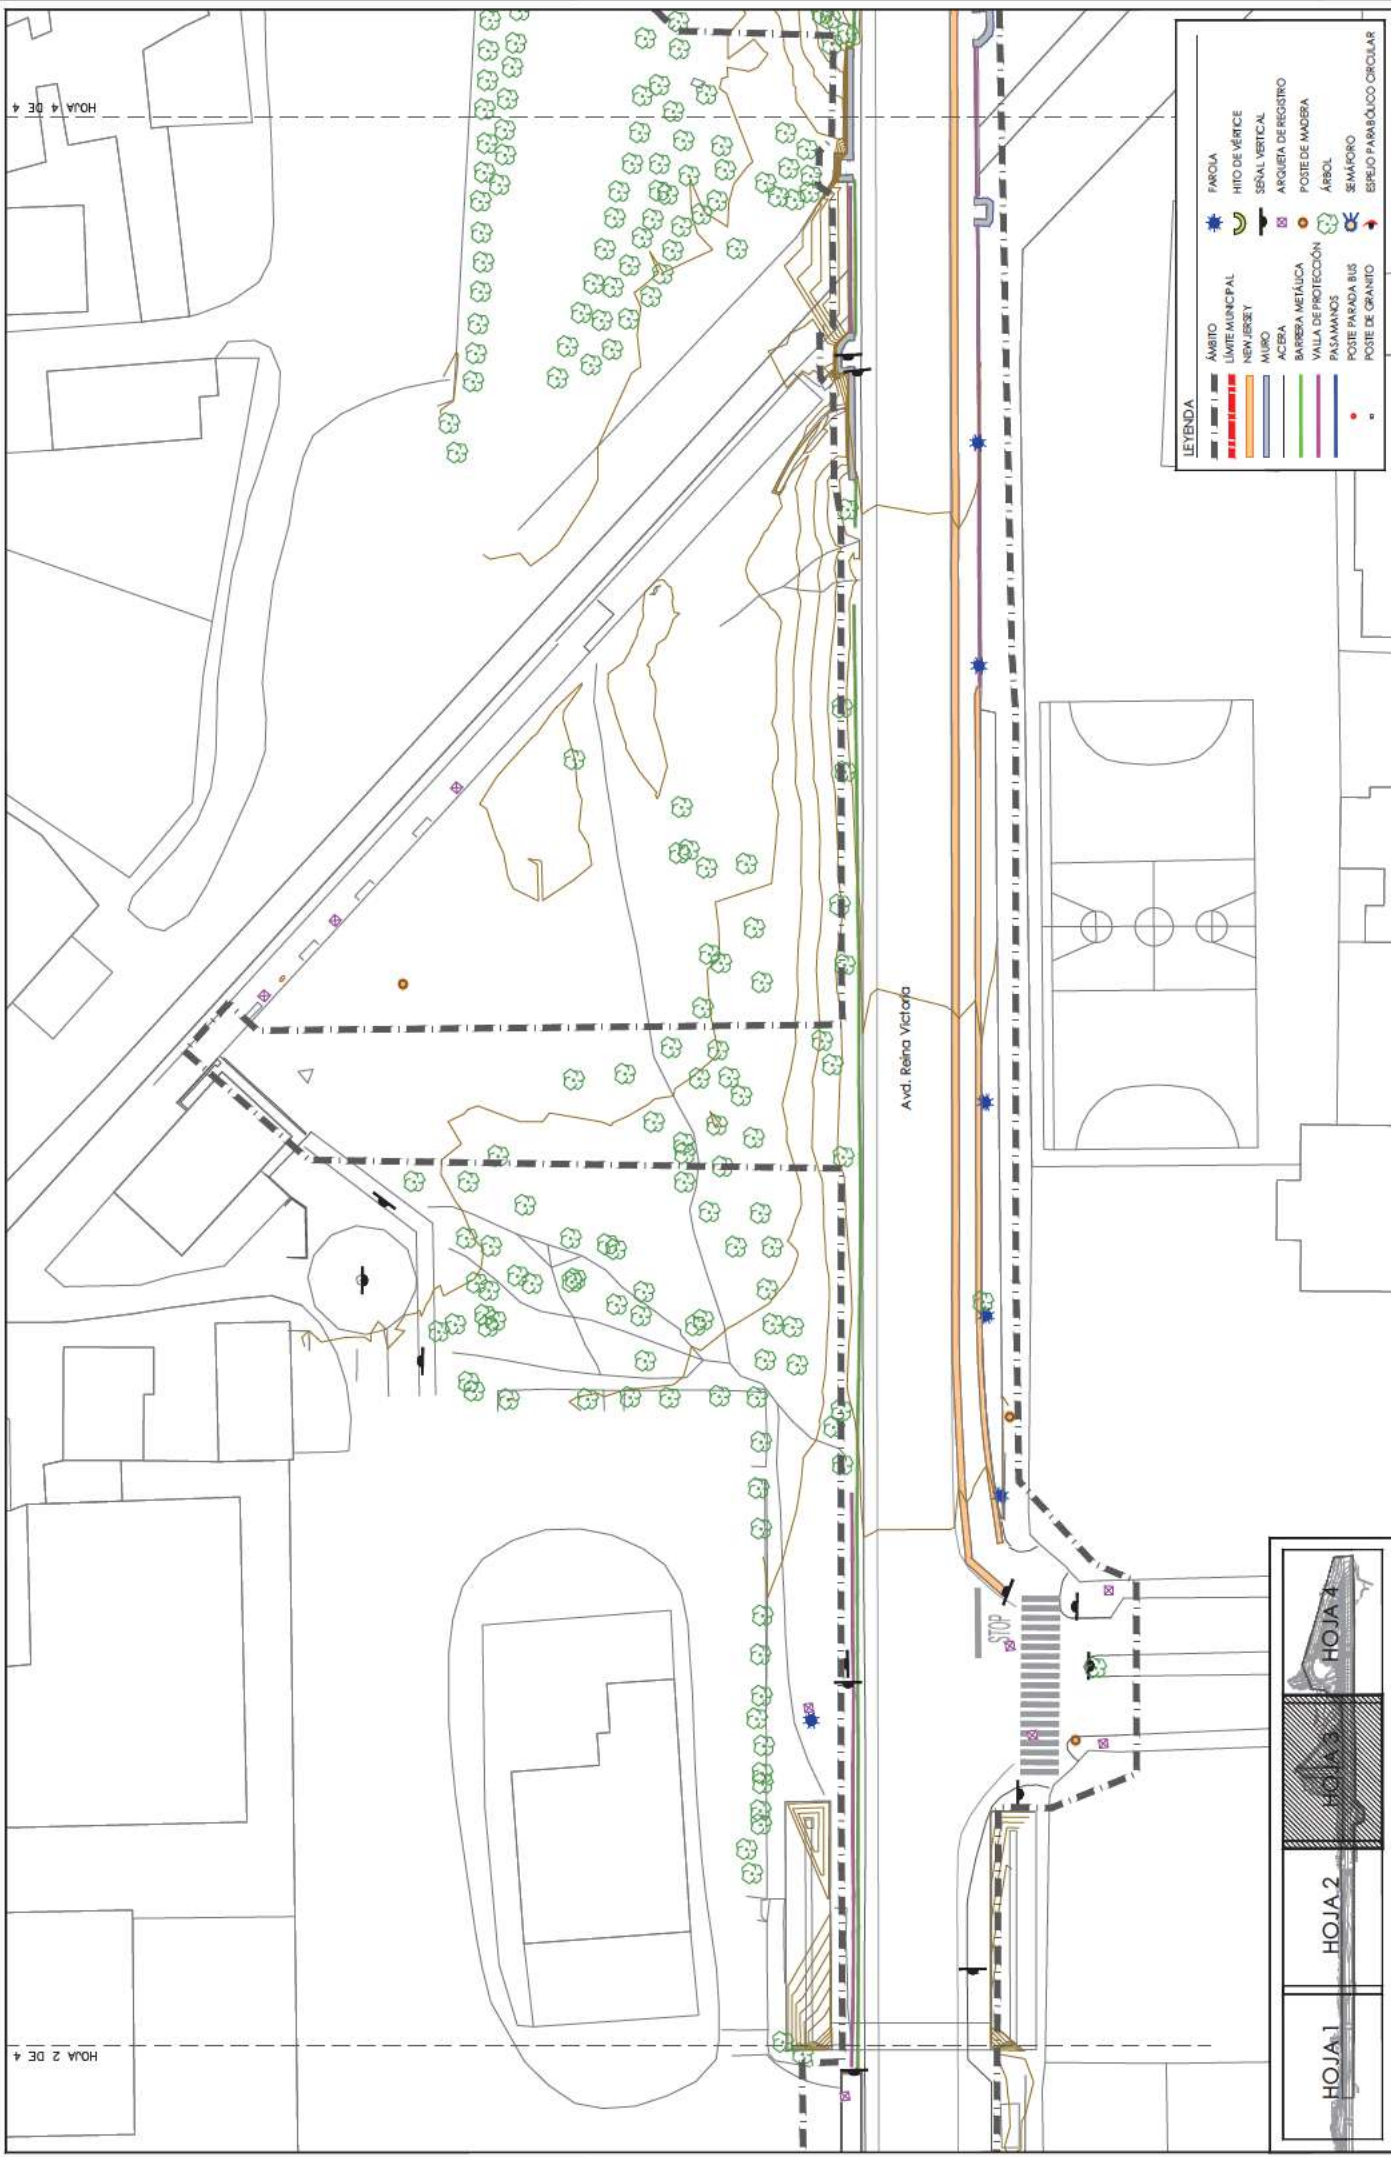 HOJA 4 DE 4
LEYENDA
ÁMBITO
LÍMITE MUNICIPAL
NEW JERSEY
MURO
ACERA
BARRERA METÁLICA
VALLA DE PROTECCIÓN
PASAMANOS
POSTE PARADA BUS
POSTE DE GRANITO
FAROLA
HITO DE VÉRTICE
SEÑAL VERTICAL
ARQUETA DE REGISTRO
POSTE DE MADERA
ÁRBOL
SEMÁFORO
ESPEJO PARABÓLICO CIRCULAR
Avd. Reina Victoria
STOP
HOJA 2 DE 4
HOJA 1
HOJA 2
HOJA 3
HOJA 4